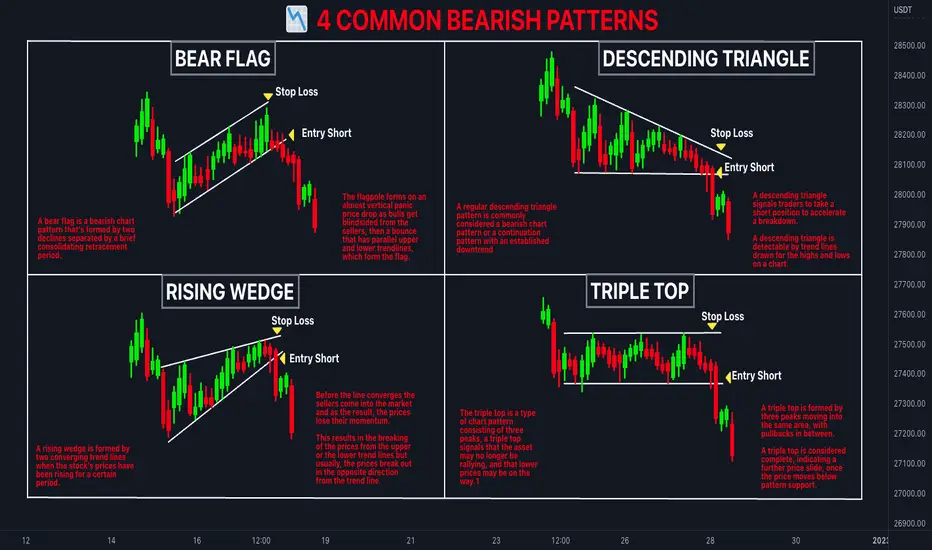 4 COMMON BEARISH PATTERNS
USDT
BEAR FLAG
Stop Loss
Entry Short
A bear flag is a bearish chart
pattern that's formed by two
declines separated by a brief
consolidating retracement
period.
The flagpole forms on an
almost vertical panic
price drop as bulls get
blindsided from the
sellers, then a bounce
that has parallel upper
and lower trendlines,
which form the flag.
DESCENDING TRIANGLE
Stop Loss
Entry Short
A regular descending triangle
pattern is commonly
considered a bearish chart
pattern or a continuation
pattern with an established
downtrend
A descending triangle
signals traders to take a
short position to accelerate
a breakdown.
A descending triangle is
detectable by trend lines
drawn for the highs and lows
on a chart.
RISING WEDGE
Stop Loss
Entry Short
A rising wedge is formed by
two converging trend lines
when the stock's prices have
been rising for a certain
period.
Before the line converges the
sellers come into the market
and as the result, the prices
lose their momentum.
This results in the breaking
of the prices from the upper
or the lower trend lines but
usually, the prices break out
in the opposite direction
from the trend line.
TRIPLE TOP
Stop Loss
Entry Short
The triple top is a type
of chart pattern
consisting of three
peaks, a triple top
signals that the asset
may no longer be
rallying, and that lower
prices may be on the
way. 1
A triple top is formed by
three peaks moving into
the same area, with
pullbacks in between.
A triple top is considered
complete, indicating a
further price slide, once
the price moves below
pattern support.
28500.00
28400.00
28300.00
28200.00
28100.00
28000.00
27900.00
27800.00
27700.00
27600.00
27500.00
27400.00
27300.00
27200.00
27100.00
27000.00
26900.00
12 14 16 12:00 19 21 23 12:00 26 28 30 2023